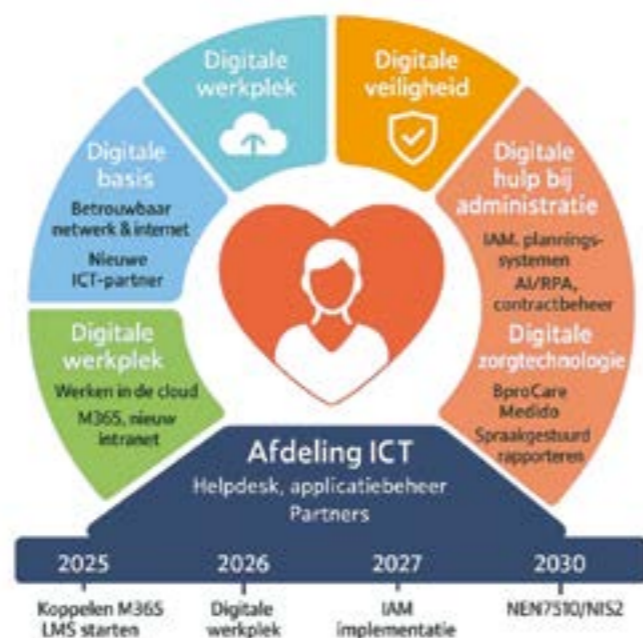 Digitale
werkplek
Digitale
veiligheid
Digitale
basis
Betrouwbaar
netwerk & internet
Nieuwe
ICT-partner
Digitale
hulp bij
administratie
IAM, plannings-
systemen
AI/RPA,
contractbeheer
Digitale
werkplek
Werken in de cloud
M365, nieuw
intranet
Digitale
zorgtechnologie
BproCare
Medido
Spraakgestuurd
rapporteren
Afdeling ICT
Helpdesk, applicatiebeheer
Partners
2025
2026
2027
2030
Koppelen M365
LMS starten
Digitale
werkplek
IAM
implementatie
NEN7510/NIS2